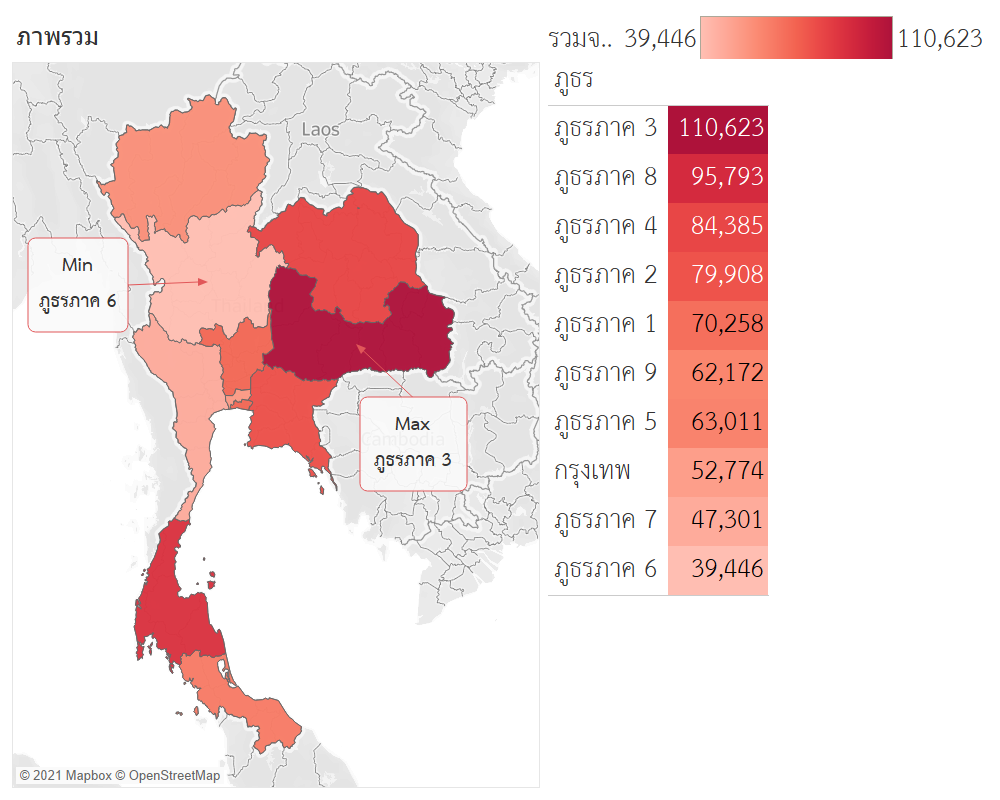 ภาพรวม
รวมจ.. 39,446 110,623
ภูธร
ภูธรภาค 3 110,623
ภูธรภาค 8 95,793
ภูธรภาค 4 84,385
ภูธรภาค 2 79,908
ภูธรภาค 1 70,258
ภูธรภาค 9 62,172
ภูธรภาค 5 63,011
กรุงเทพ 52,774
ภูธรภาค 7 47,301
ภูธรภาค 6 39,446
Laos
Min
ภูธรภาค 6
Thailand
Max
Cambodia
ภูธรภาค 3
© 2021 Mapbox © OpenStreetMap